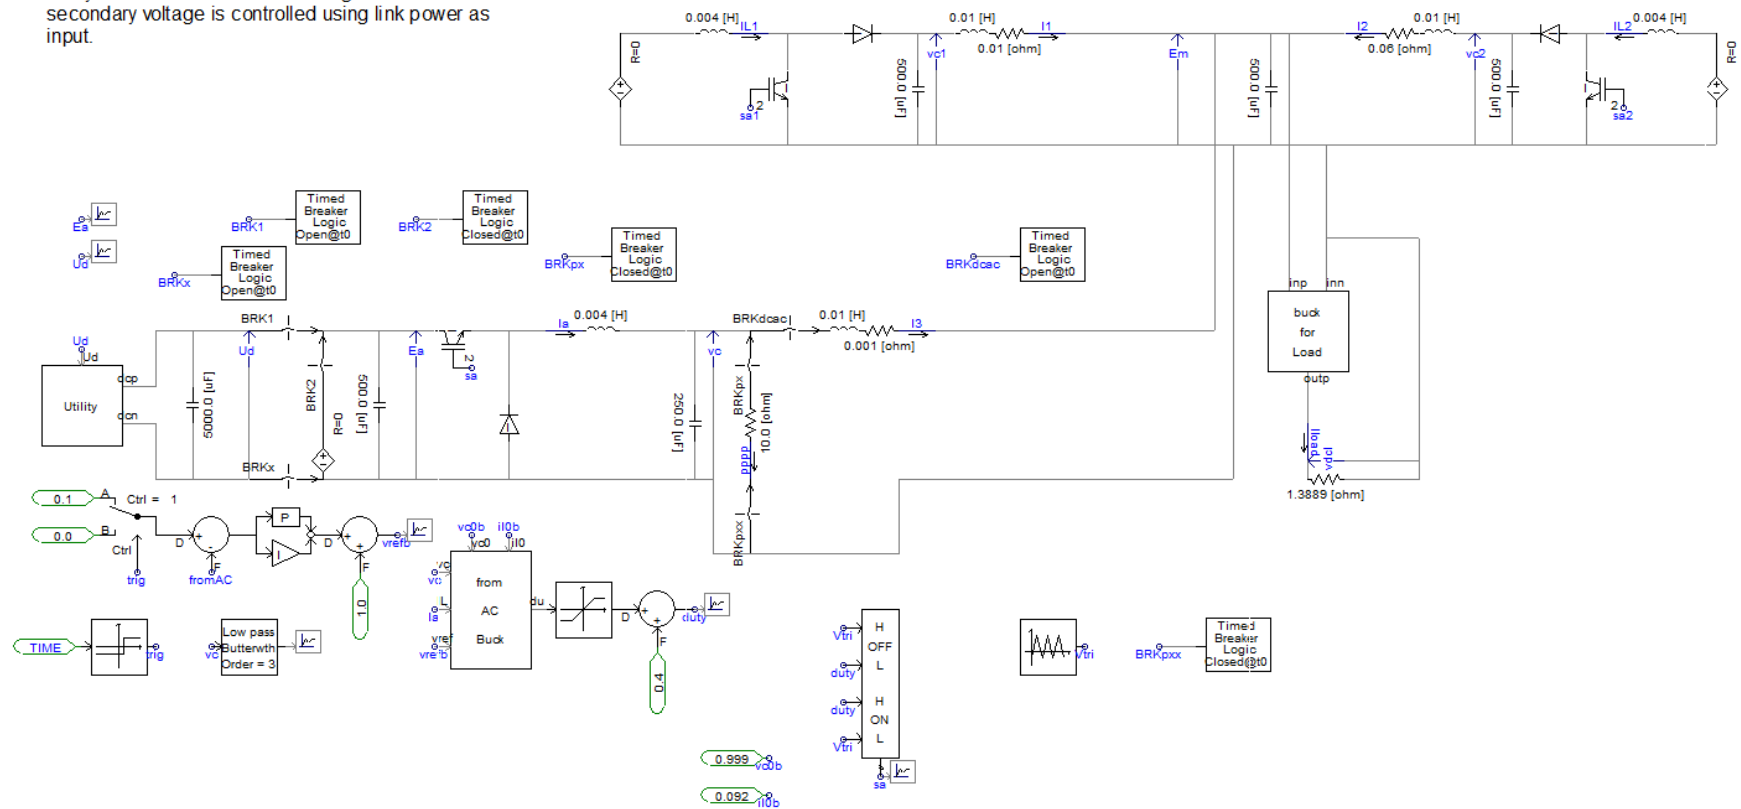 secondary voltage is controlled using link power as
input.
0.004 [H]
IL1
0.01 [H]
I1
0.01 [ohm]
R=0
sa1
2
500.0 [uF]
vc1
Em
500.0 [uF]
I2
0.01 [H]
0.06 [ohm]
vc2
500.0 [uF]
IL2
0.004 [H]
2
sa2
R=0
Ea
Ud
BRK1
Timed
Breaker
Logic
Open@t0
BRK2
Timed
Breaker
Logic
Closed@t0
BRKx
Timed
Breaker
Logic
Open@t0
BRKpx
Timed
Breaker
Logic
Closed@t0
BRKdcac
Timed
Breaker
Logic
Open@t0
Ud
Ud
Utility
dcp
dcn
5000.0 [uF]
BRK1
Ud
BRK2
R=0
BRKx
500.0 [uF]
Ea
2
sa
Ia
0.004 [H]
250.0 [uF]
vc
BRKdcac
BRKpx
10.0 [ohm]
pppp
BRKpxx
0.01 [H]
0.001 [ohm]
I3
inp
inn
buck
for
Load
outp
Iload
vdcl
1.3889 [ohm]
0.1
A
Ctrl = 1
0.0
B
Ctrl
trig
D
+
-
F
fromAC
P
I
D
+
+
F
1.0
vrefb
TIME
trig
vc
Low pass
Butterwth
Order = 3
vc0b
il0b
vc0
il0
vc
vc
IL
Ia
vref
vrefb
from
AC
Buck
du
D
+
+
F
0.4
duty
Vtri
duty
duty
Vtri
H
OFF
L
H
ON
L
sa
Vtri
BRKpxx
Timed
Breaker
Logic
Closed@t0
0.999
vc0b
0.092
il0b